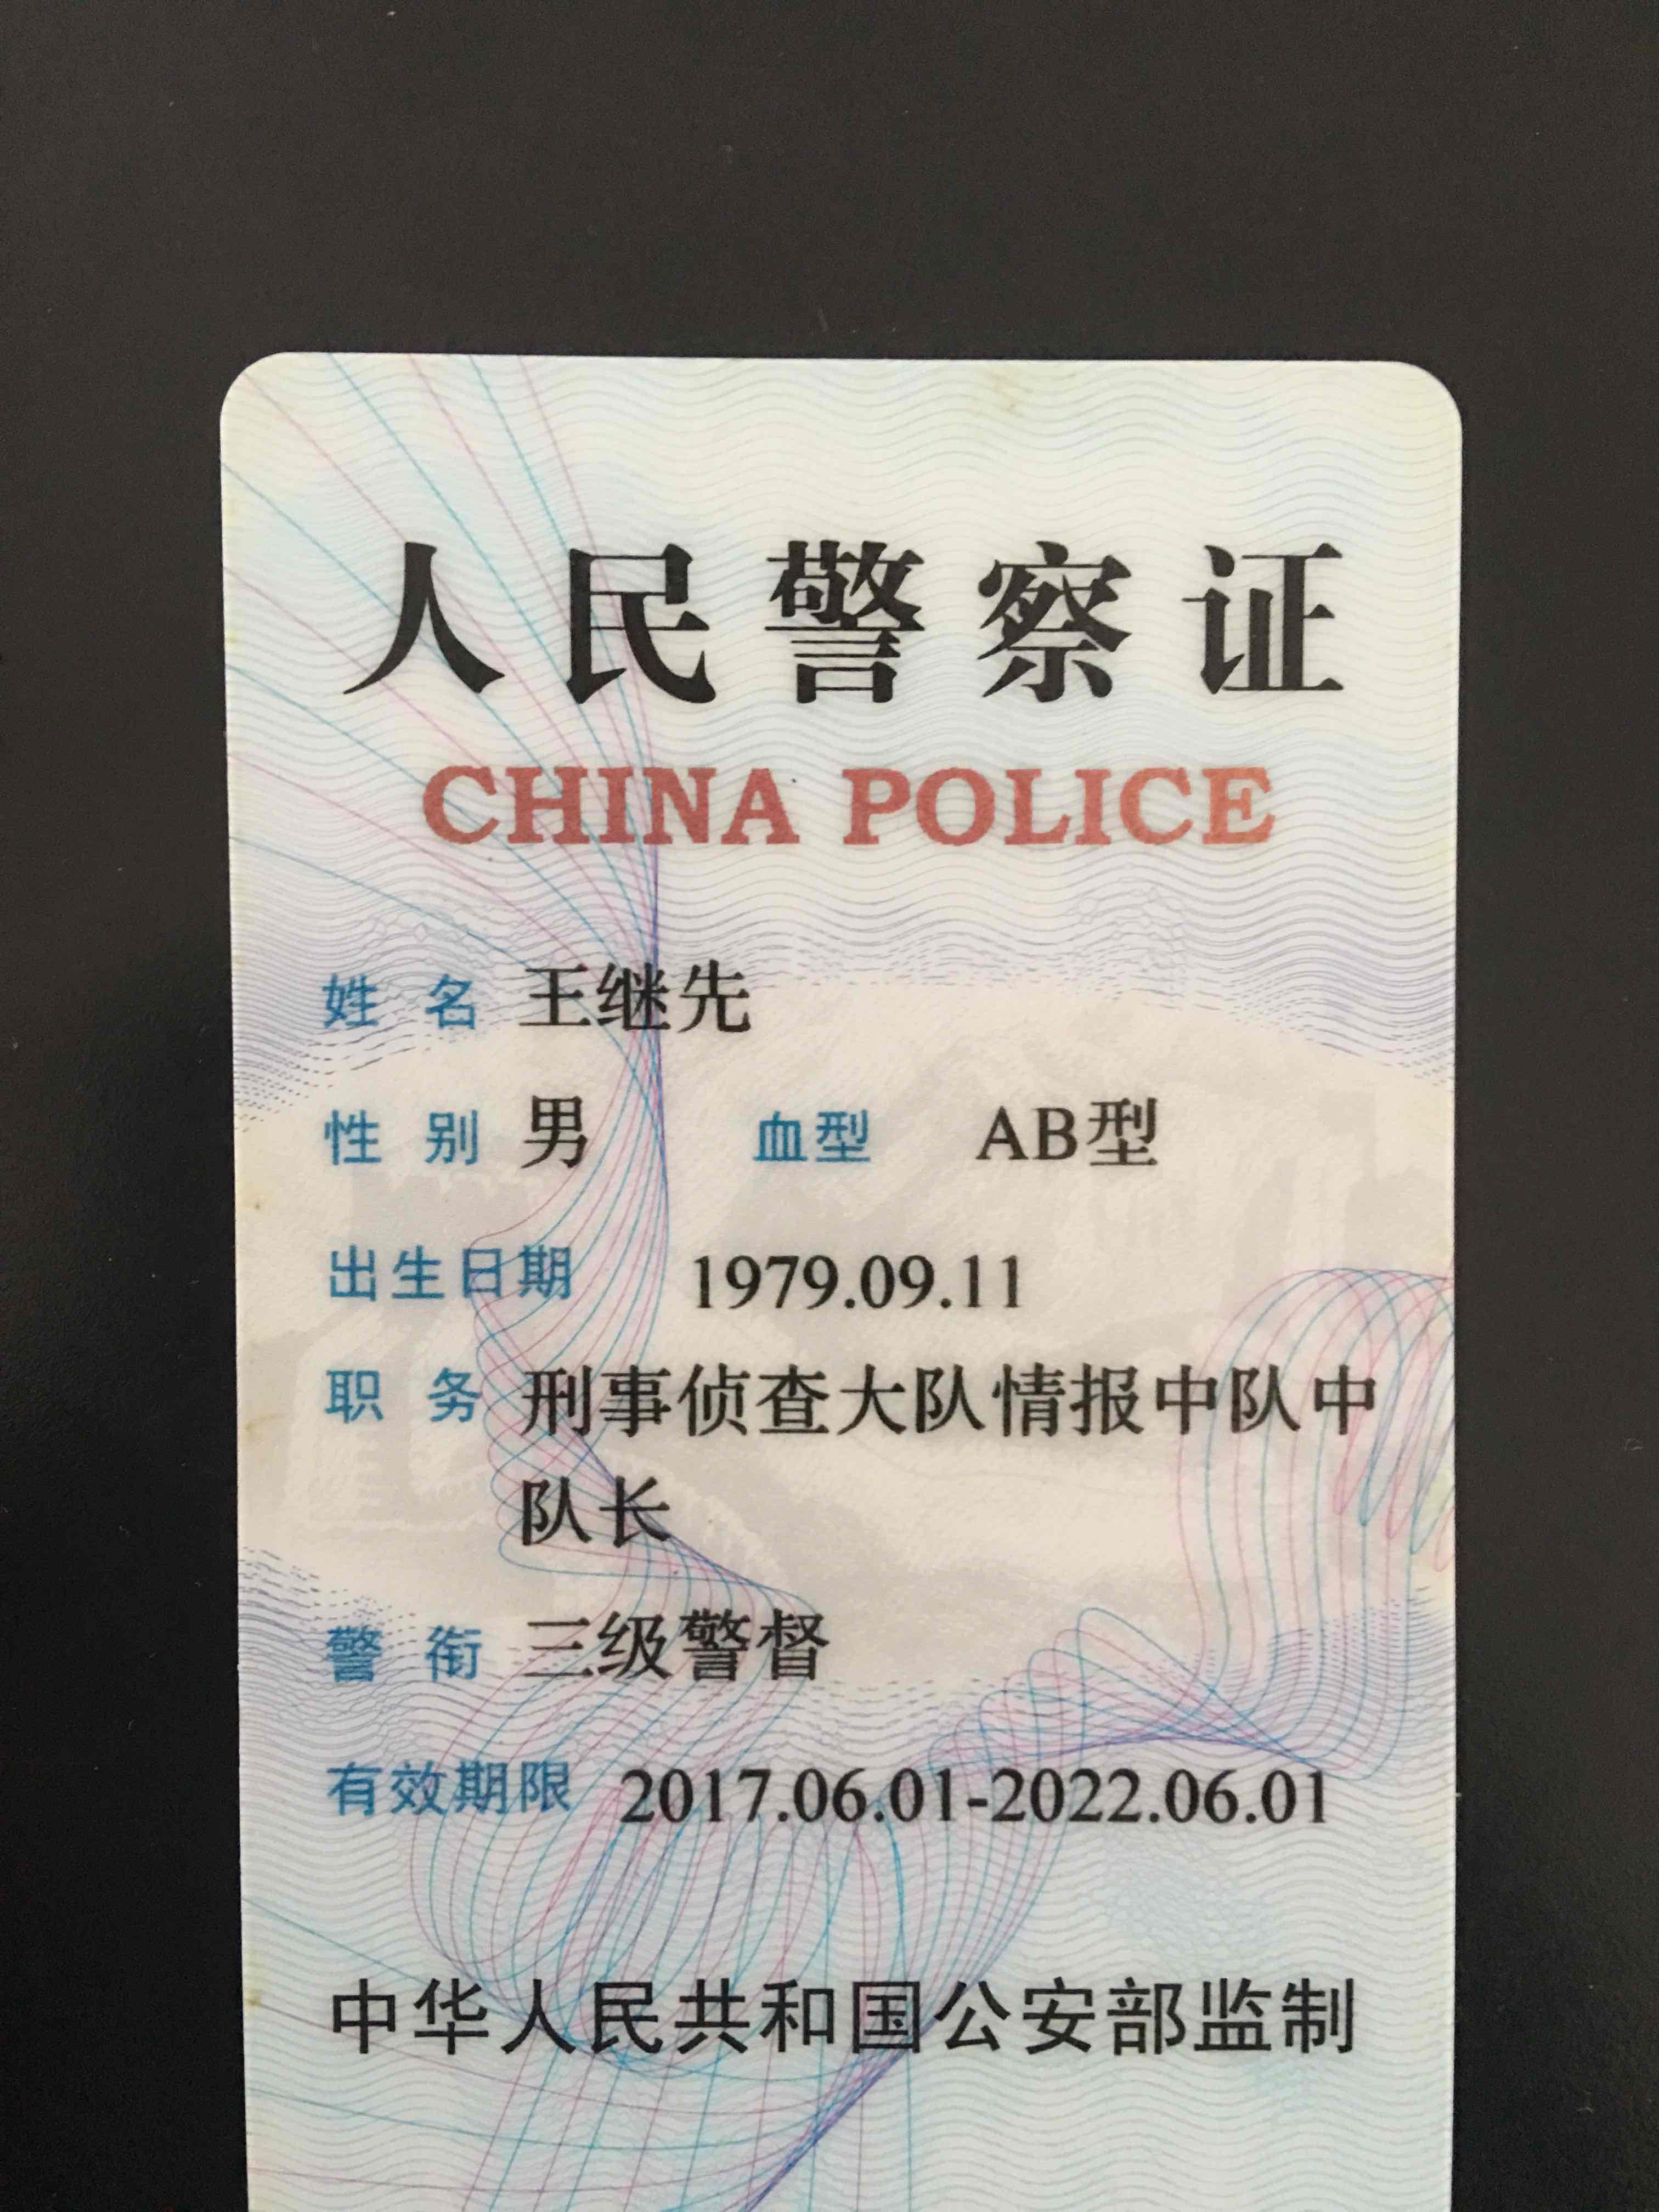 人民警察证
CHINA POLICE
姓名 王继先
性别 男 血型 AB型
出生日期 1979.09.11
职务 刑事侦查大队情报中队中
队长
警衔 三级警督
有效期限 2017.06.01-2022.06.01
中华人民共和国公安部监制